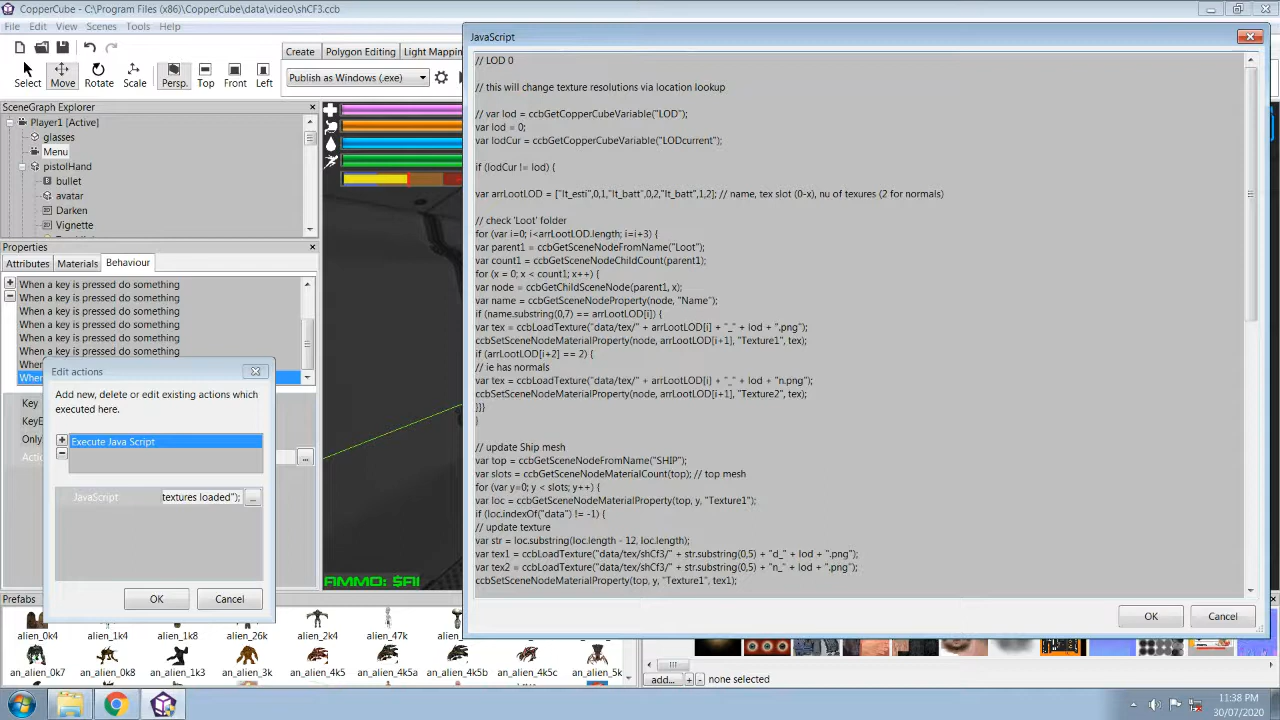 CopperCube - C:\Program Files (x86)\CopperCube\data\video\shCF3.ccb
File Edit View Scenes Tools Help
Create Polygon Editing Light Mapping
Select Move Rotate Scale Persp. Top Front Left
Publish as Windows (.exe)
SceneGraph Explorer
Player1 [Active]
glasses
Menu
pistolHand
bullet
avatar
Darken
Vignette
Properties
Attributes Materials Behaviour
When a key is pressed do something
When a key is pressed do something
When a key is pressed do something
When a key is pressed do something
When a key is pressed do something
When a key is pressed do something
Edit actions
Add new, delete or edit existing actions which
executed here.
Execute Java Script
JavaScript textures loaded"); ...
OK Cancel
Key
KeyE
Only
Actio
AMMO: $A
Prefabs
alien_0k4 alien_1k4 alien_1k8 alien_26k alien_2k4 alien_47k
an_alien_0k7 an_alien_1k2 an_alien_1k3 an_alien_3k6 an_alien_4k5 an_alien_4k5a an_alien_4k5b an_alien_4k5c an_alien_5k
JavaScript
// LOD 0
// this will change texture resolutions via location lookup
// var lod = ccbGetCopperCubeVariable("LOD");
var lod = 0;
var lodCur = ccbGetCopperCubeVariable("LODcurrent");
if (lodCur != lod) {
var arrLootLOD = ["lt_esti",0,1,"lt_batt",0,2,"lt_batt",1,2]; // name, tex slot (0-x), nu of texures (2 for normals)
// check 'Loot' folder
for (var i=0; i<arrLootLOD.length; i=i+3) {
var parent1 = ccbGetSceneNodeFromName("Loot");
var count1 = ccbGetSceneNodeChildCount(parent1);
for (x = 0; x < count1; x++) {
var node = ccbGetChildSceneNode(parent1, x);
var name = ccbGetSceneNodeProperty(node, "Name");
if (name.substring(0,7) == arrLootLOD[i]) {
var tex = ccbLoadTexture("data/tex/" + arrLootLOD[i] + "_" + lod + ".png");
ccbSetSceneNodeMaterialProperty(node, arrLootLOD[i+1], "Texture1", tex);
if (arrLootLOD[i+2] == 2) {
// ie has normals
var tex = ccbLoadTexture("data/tex/" + arrLootLOD[i] + "_" + lod + "n.png");
ccbSetSceneNodeMaterialProperty(node, arrLootLOD[i+1], "Texture2", tex);
}}}
}
// update Ship mesh
var top = ccbGetSceneNodeFromName("SHIP");
var slots = ccbGetSceneNodeMaterialCount(top); // top mesh
for (var y=0; y < slots; y++) {
var loc = ccbGetSceneNodeMaterialProperty(top, y, "Texture1");
if (loc.indexOf("data") != -1) {
// update texture
var str = loc.substring(loc.length - 12, loc.length);
var tex1 = ccbLoadTexture("data/tex/shCf3/" + str.substring(0,5) + "d_" + lod + ".png);
var tex2 = ccbLoadTexture("data/tex/shCf3/" + str.substring(0,5) + "n_" + lod + ".png);
ccbSetSceneNodeMaterialProperty(top, y, "Texture1", tex1);
OK Cancel
add... + - none selected
11:38 PM
30/07/2020